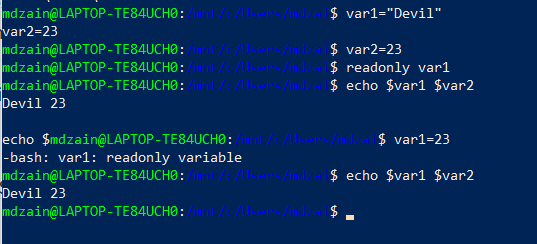 mdzain@LAPTOP-TE84UCH0:/mnt/c/Users/mdzai$ var1="Devil"
var2=23
mdzain@LAPTOP-TE84UCH0:/mnt/c/Users/mdzai$ var2=23
mdzain@LAPTOP-TE84UCH0:/mnt/c/Users/mdzai$ readonly var1
mdzain@LAPTOP-TE84UCH0:/mnt/c/Users/mdzai$ echo $var1 $var2
Devil 23
echo $mdzain@LAPTOP-TE84UCH0:/mnt/c/Users/mdzai$ var1=23
-bash: var1: readonly variable
mdzain@LAPTOP-TE84UCH0:/mnt/c/Users/mdzai$ echo $var1 $var2
Devil 23
mdzain@LAPTOP-TE84UCH0:/mnt/c/Users/mdzai$